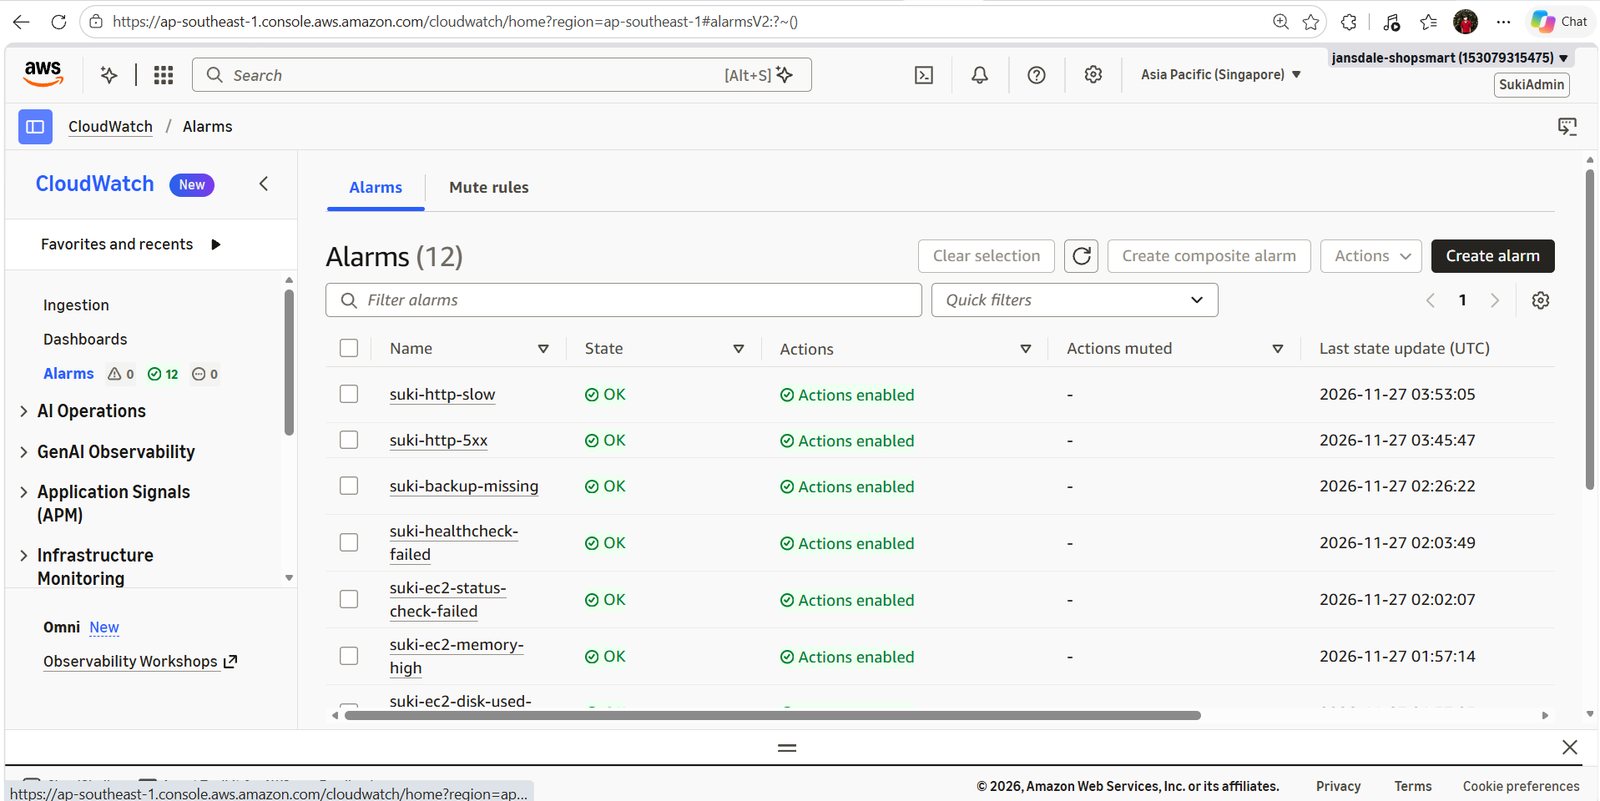 https://ap-southeast-1.console.aws.amazon.com/cloudwatch/home?region=ap-southeast-1#alarmsV2:?~()
Chat
aws
Search
[Alt+S]
Asia Pacific (Singapore)
jansdale-shopsmart (153079315475)
SukiAdmin
CloudWatch / Alarms
CloudWatch New
Favorites and recents
Ingestion
Dashboards
Alarms 0 12 0
AI Operations
GenAI Observability
Application Signals
(APM)
Infrastructure
Monitoring
Omni New
Observability Workshops
Alarms
Mute rules
Alarms (12)
Clear selection
Create composite alarm
Actions
Create alarm
Filter alarms
Quick filters
1
Name State Actions Actions muted Last state update (UTC)
suki-http-slow OK Actions enabled - 2026-11-27 03:53:05
suki-http-5xx OK Actions enabled - 2026-11-27 03:45:47
suki-backup-missing OK Actions enabled - 2026-11-27 02:26:22
suki-healthcheck-
failed OK Actions enabled - 2026-11-27 02:03:49
suki-ec2-status-
check-failed OK Actions enabled - 2026-11-27 02:02:07
suki-ec2-memory-
high OK Actions enabled - 2026-11-27 01:57:14
suki-ec2-disk-used-
© 2026, Amazon Web Services, Inc. or its affiliates.
Privacy
Terms
Cookie preferences
https://ap-southeast-1.console.aws.amazon.com/cloudwatch/home?region=ap...